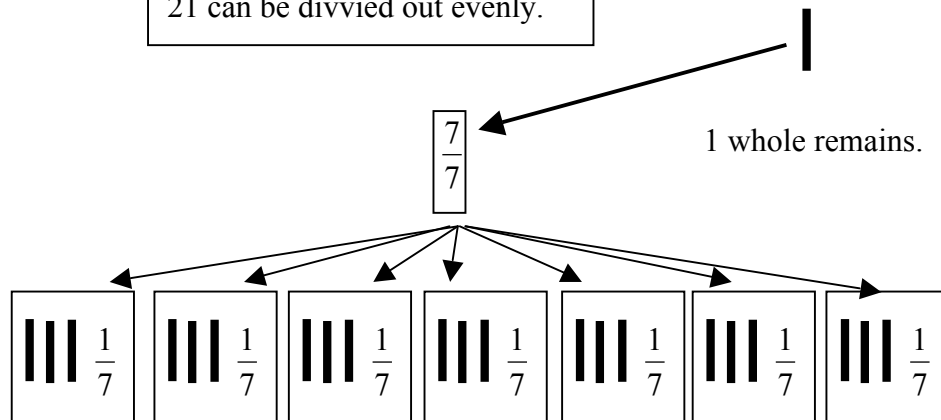 21 can be divvied out evenly.
7/7
1 whole remains.
1/7 1/7 1/7 1/7 1/7 1/7 1/7